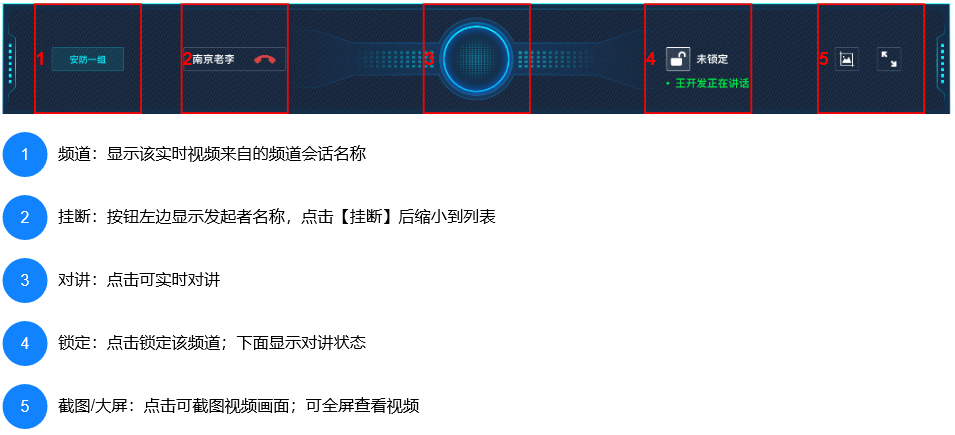 1 安防一组 2 南京老李 3 4 未锁定 5
• 王开发正在讲话
1 频道：显示该实时视频来自的频道会话名称
2 挂断：按钮左边显示发起者名称，点击【挂断】后缩小到列表
3 对讲：点击可实时对讲
4 锁定：点击锁定该频道；下面显示对讲状态
5 截图/大屏：点击可截图视频画面；可全屏查看视频